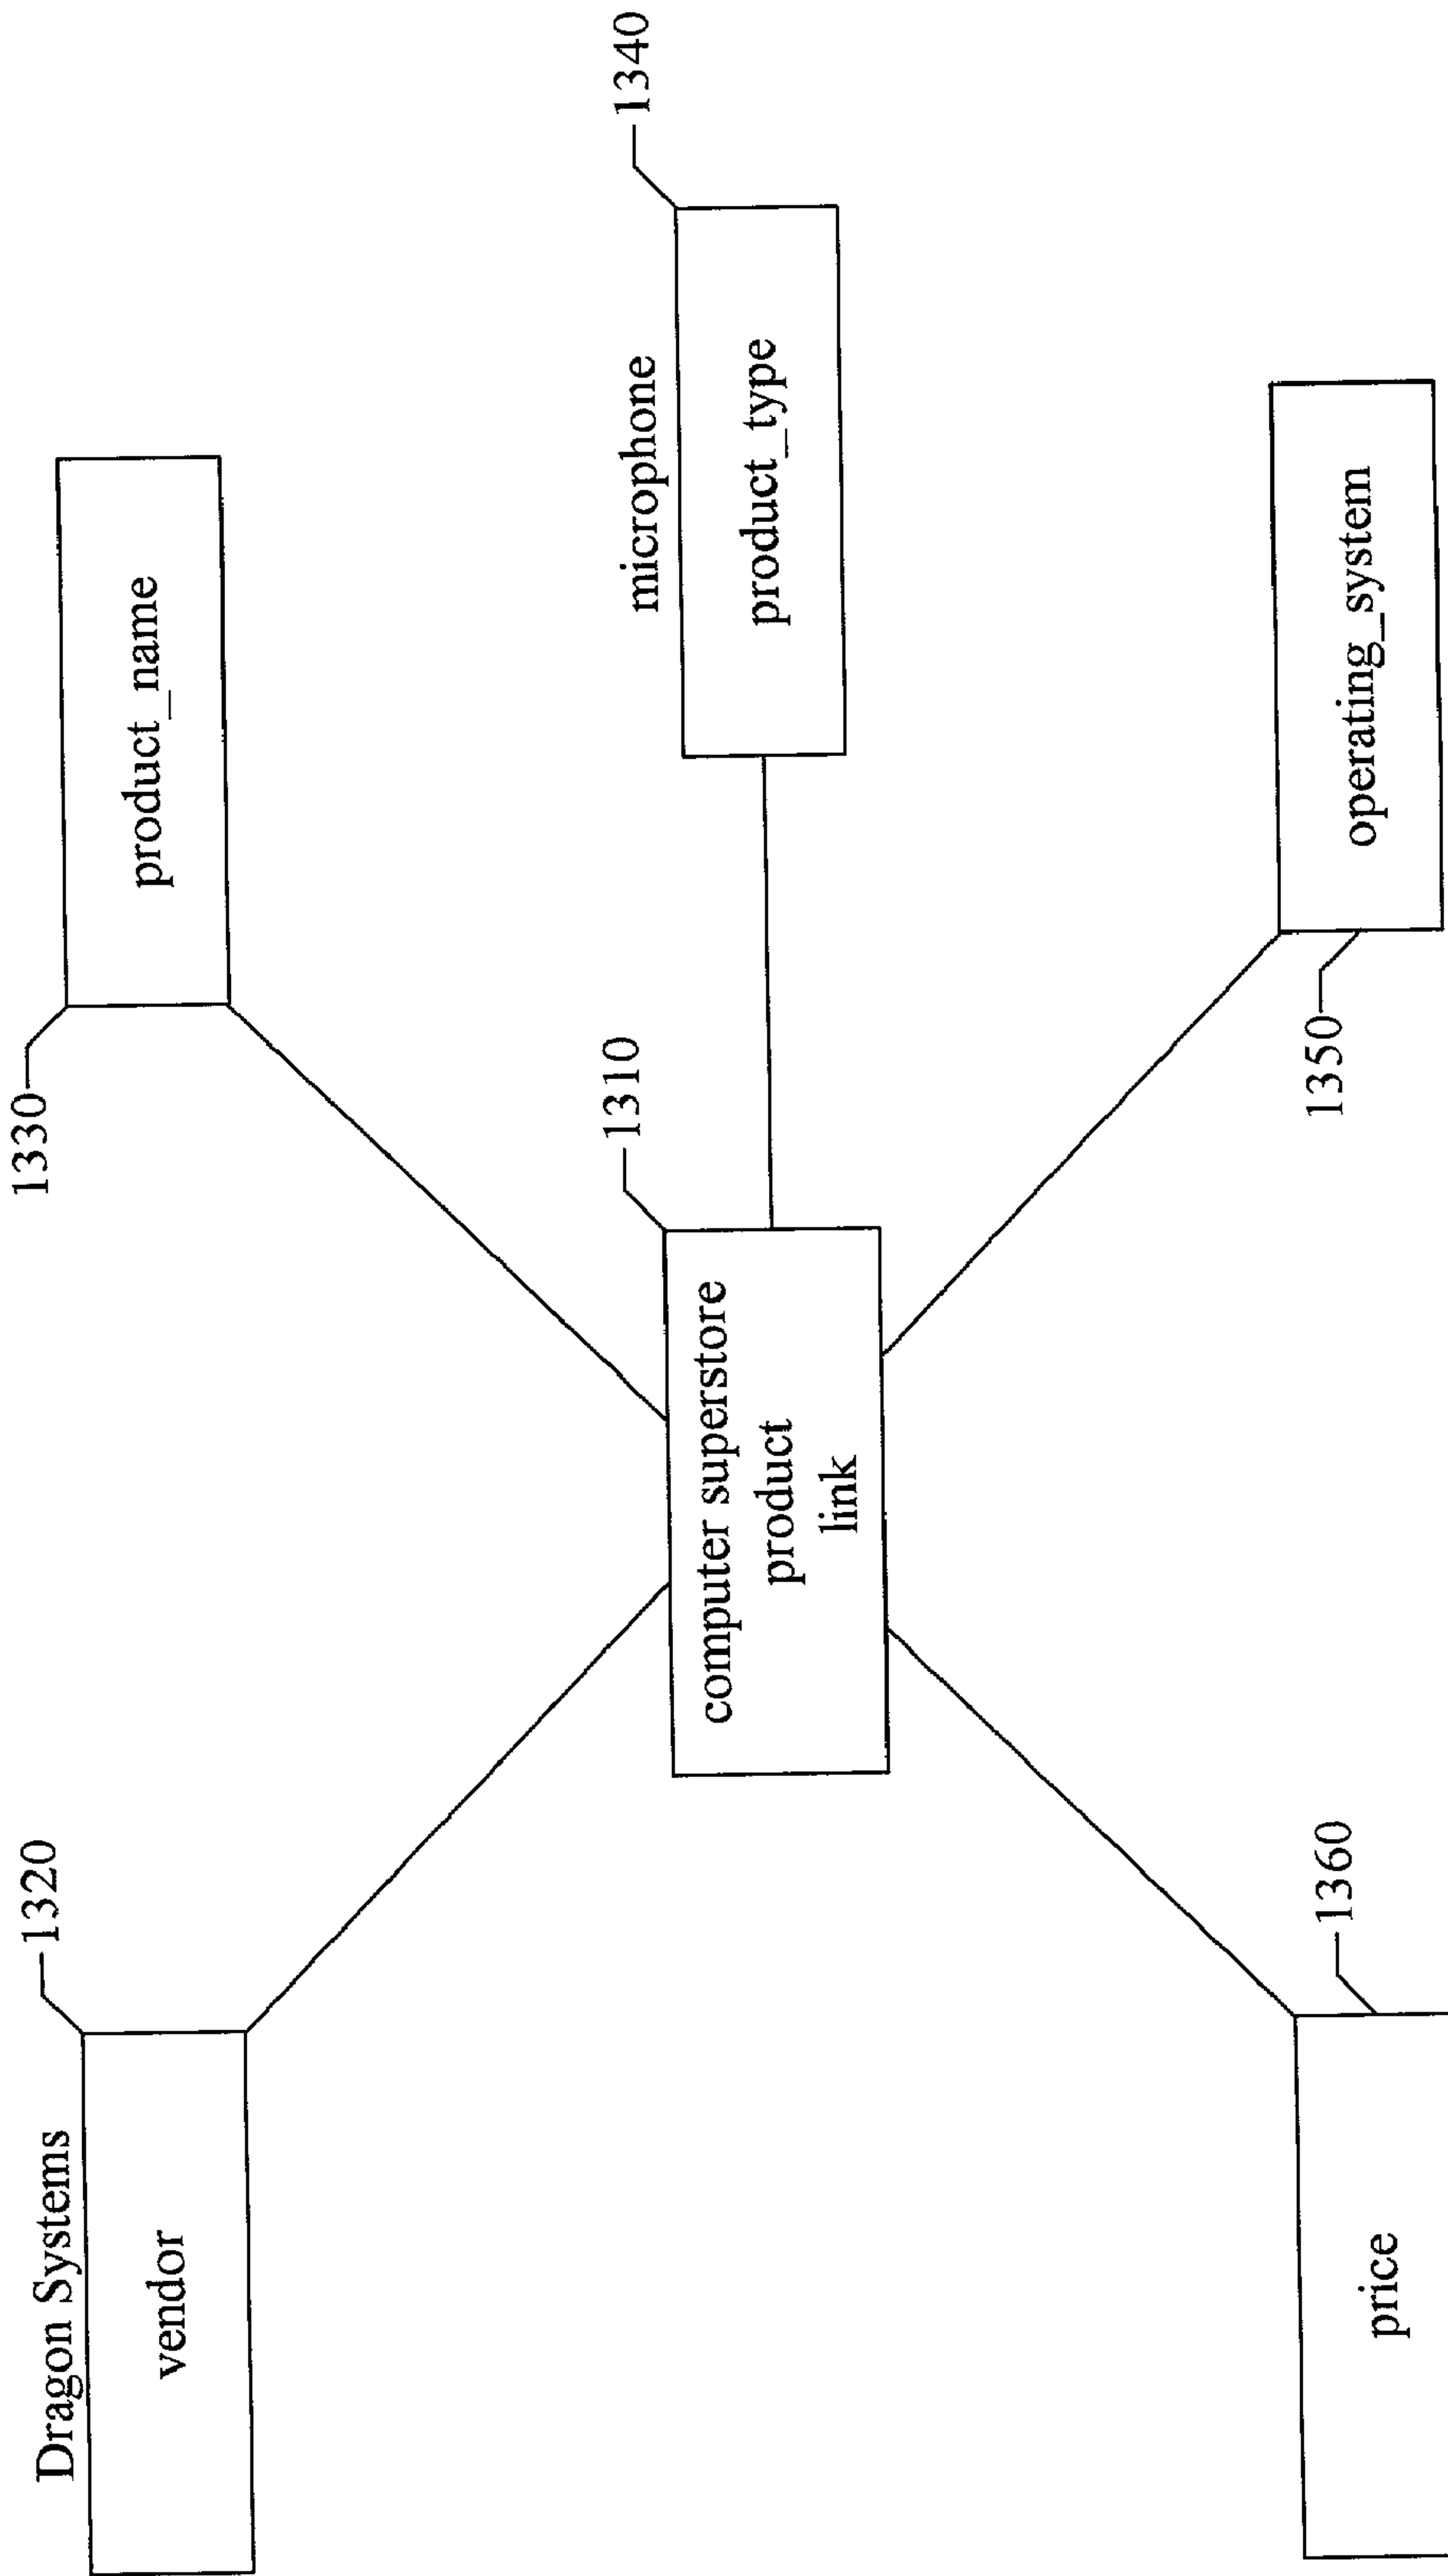 Dragon Systems
1320
vendor
1330
product_name
1310
computer superstore
product
link
microphone
1340
product_type
1360
price
1350
operating_system